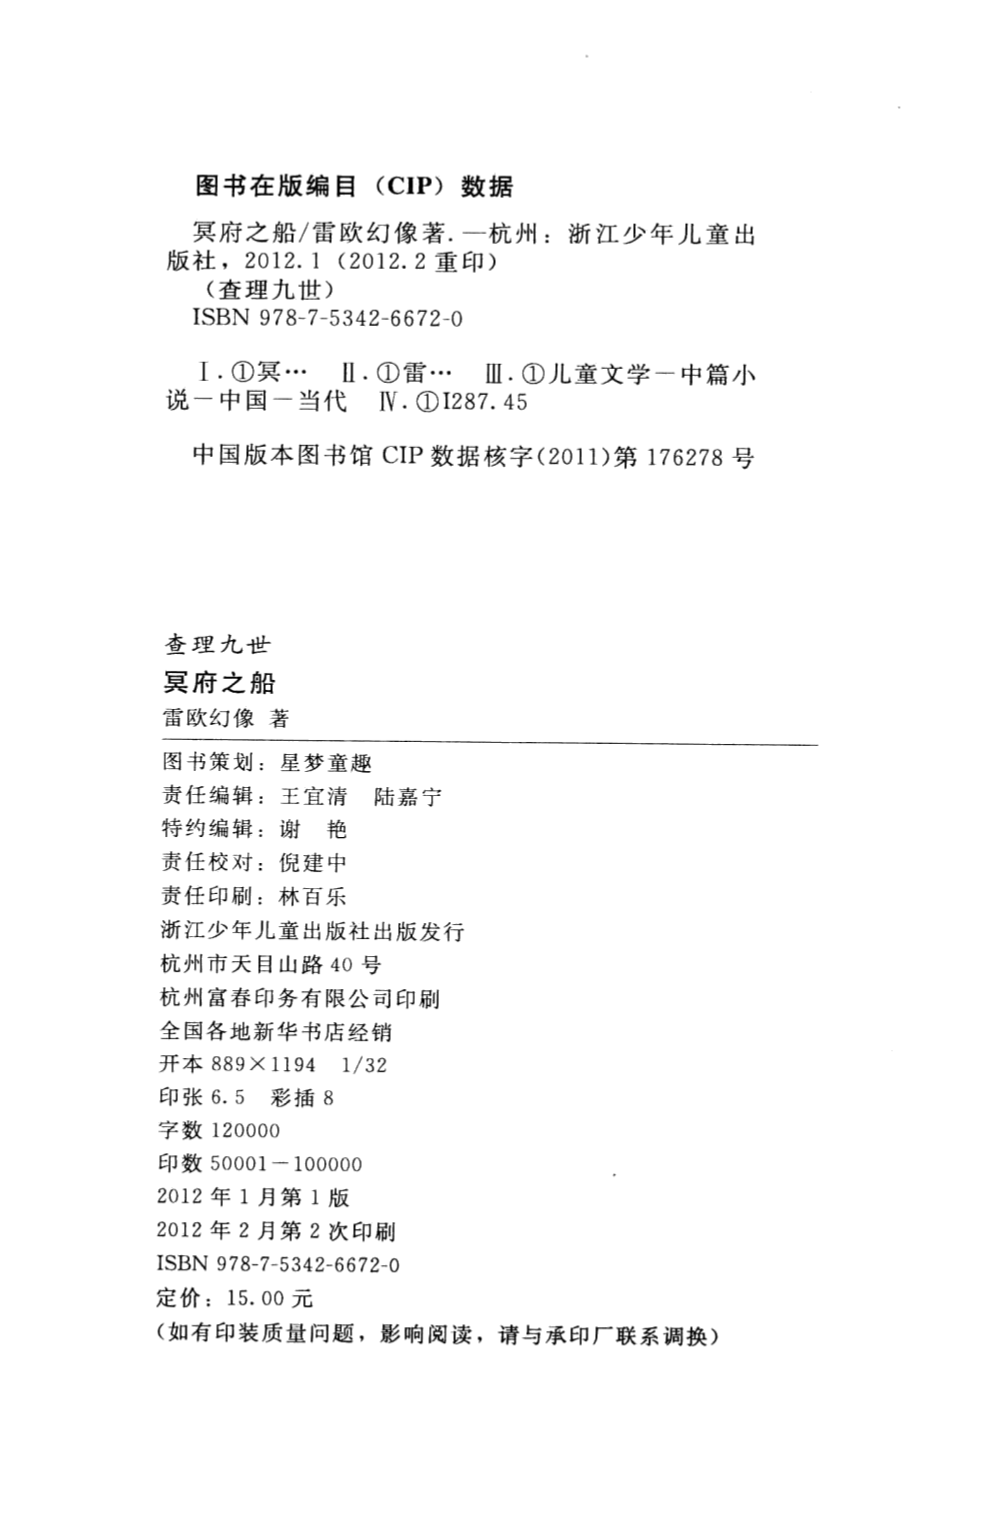 图书在版编目（CIP）数据
冥府之船/雷欧幻像著.—杭州：浙江少年儿童出
版社，2012.1（2012.2重印）
（查理九世）
ISBN 978-7-5342-6672-0
Ⅰ.①冥… Ⅱ.①雷… Ⅲ.①儿童文学－中篇小
说－中国－当代 Ⅳ.①I287.45
中国版本图书馆CIP数据核字(2011)第176278号
查理九世
冥府之船
雷欧幻像 著
图书策划：星梦童趣
责任编辑：王宜清 陆嘉宁
特约编辑：谢 艳
责任校对：倪建中
责任印刷：林百乐
浙江少年儿童出版社出版发行
杭州市天目山路40号
杭州富春印务有限公司印刷
全国各地新华书店经销
开本 889×1194 1/32
印张 6.5 彩插 8
字数 120000
印数 50001－100000
2012年1月第1版
2012年2月第2次印刷
ISBN 978-7-5342-6672-0
定价：15.00元
（如有印装质量问题，影响阅读，请与承印厂联系调换）